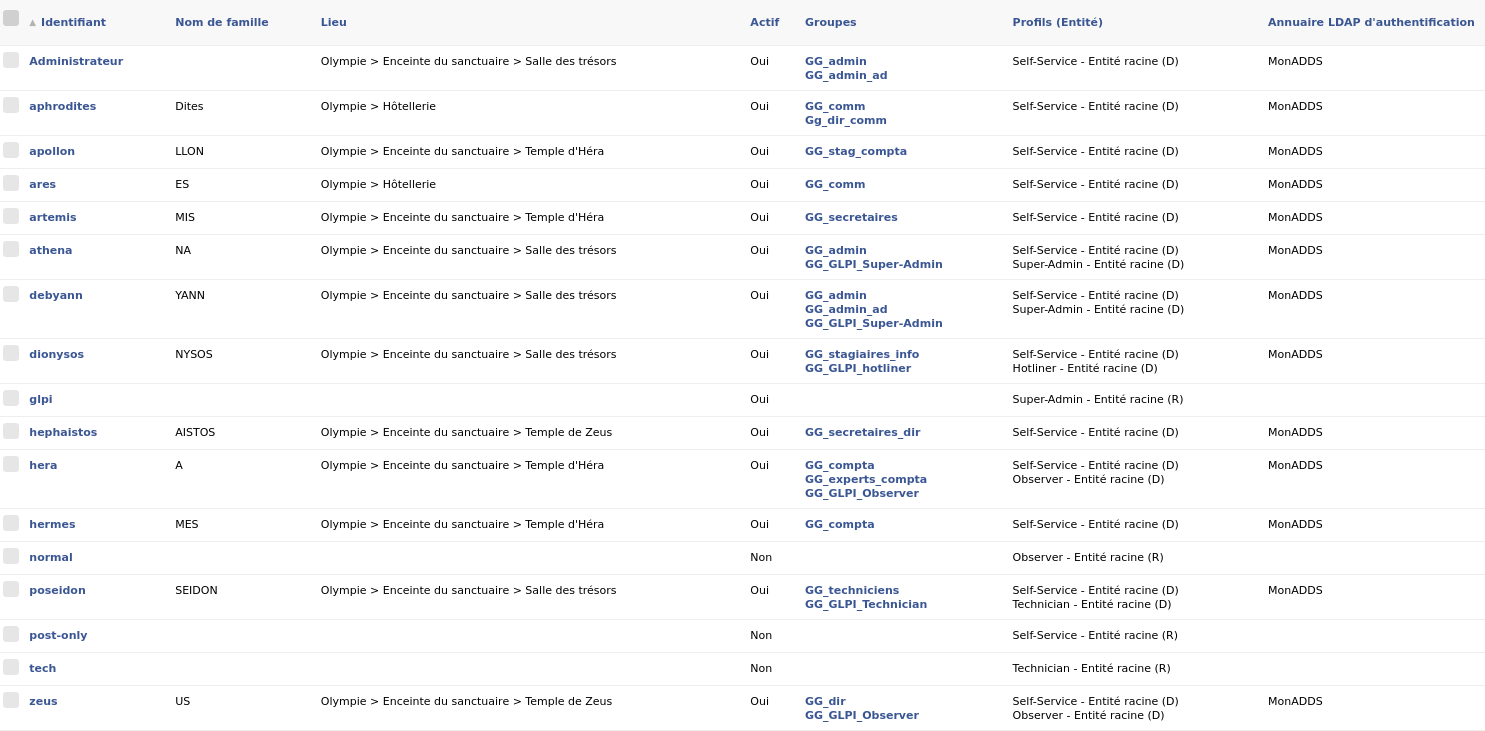 ▲ Identifiant Nom de famille Lieu Actif Groupes Profils (Entité) Annuaire LDAP d'authentification
Administrateur Olympie > Enceinte du sanctuaire > Salle des trésors Oui GG_admin Self-Service - Entité racine (D) MonADDS
GG_admin_ad
aphrodites Dites Olympie > Hôtellerie Oui GG_comm Self-Service - Entité racine (D) MonADDS
Gg_dir_comm
apollon LLON Olympie > Enceinte du sanctuaire > Temple d'Héra Oui GG_stag_compta Self-Service - Entité racine (D) MonADDS
ares ES Olympie > Hôtellerie Oui GG_comm Self-Service - Entité racine (D) MonADDS
artemis MIS Olympie > Enceinte du sanctuaire > Temple d'Héra Oui GG_secretaires Self-Service - Entité racine (D) MonADDS
athena NA Olympie > Enceinte du sanctuaire > Salle des trésors Oui GG_admin Self-Service - Entité racine (D) MonADDS
GG_GLPI_Super-Admin Super-Admin - Entité racine (D)
debyann YANN Olympie > Enceinte du sanctuaire > Salle des trésors Oui GG_admin Self-Service - Entité racine (D) MonADDS
GG_admin_ad Super-Admin - Entité racine (D)
GG_GLPI_Super-Admin
dionysos NYSOS Olympie > Enceinte du sanctuaire > Salle des trésors Oui GG_stagiaires_info Self-Service - Entité racine (D) MonADDS
GG_GLPI_hotliner Hotliner - Entité racine (D)
glpi Oui Super-Admin - Entité racine (R)
hephaistos AISTOS Olympie > Enceinte du sanctuaire > Temple de Zeus Oui GG_secretaires_dir Self-Service - Entité racine (D) MonADDS
hera A Olympie > Enceinte du sanctuaire > Temple d'Héra Oui GG_compta Self-Service - Entité racine (D) MonADDS
GG_experts_compta Observer - Entité racine (D)
GG_GLPI_Observer
hermes MES Olympie > Enceinte du sanctuaire > Temple d'Héra Oui GG_compta Self-Service - Entité racine (D) MonADDS
normal Non Observer - Entité racine (R)
poseidon SEIDON Olympie > Enceinte du sanctuaire > Salle des trésors Oui GG_techniciens Self-Service - Entité racine (D) MonADDS
GG_GLPI_Technician Technician - Entité racine (D)
post-only Non Self-Service - Entité racine (R)
tech Non Technician - Entité racine (R)
zeus US Olympie > Enceinte du sanctuaire > Temple de Zeus Oui GG_dir Self-Service - Entité racine (D) MonADDS
GG_GLPI_Observer Observer - Entité racine (D)